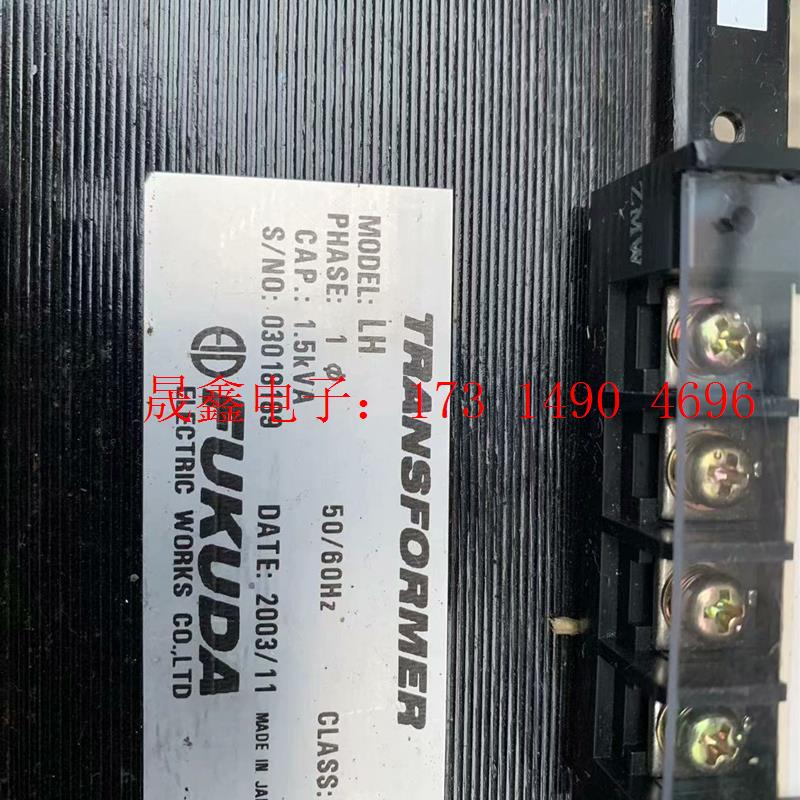 TRANSFORMER
MODEL: LH
PHASE: 1 ø 50/60Hz CLASS:
CAP.: 1.5kVA
S/NO: DATE: 2003/11 MADE IN JA
FUKUDA
ELECTRIC WORKS CO.,LTD
晟鑫电子：173 1490 4696